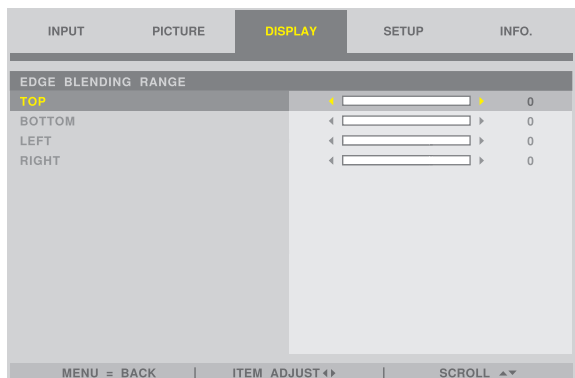 INPUT PICTURE DISPLAY SETUP INFO.
EDGE BLENDING RANGE
TOP 0
BOTTOM 0
LEFT 0
RIGHT 0
MENU = BACK | ITEM ADJUST◀▶ | SCROLL ▲▼